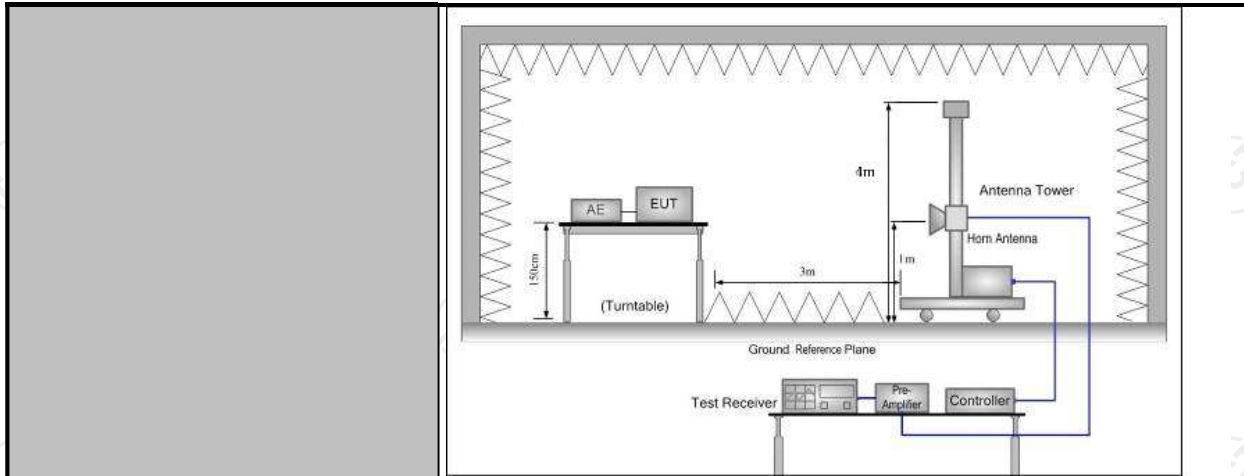 4m
Antenna Tower
AE
EUT
Horn Antenna
150cm
3m
1m
(Turntable)
Ground Reference Plane
Test Receiver
Pre-
Amplifier
Controller